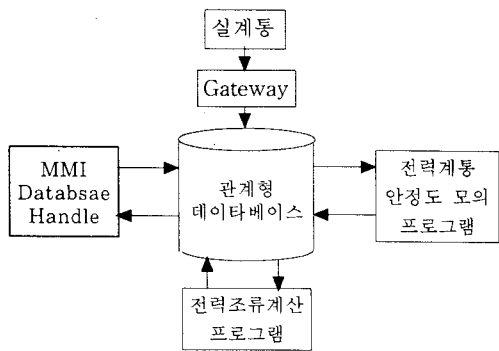 실계통
Gateway
MMI
Databsae
Handle
관계형
데이타베이스
전력계통
안정도 모의
프로그램
전력조류계산
프로그램